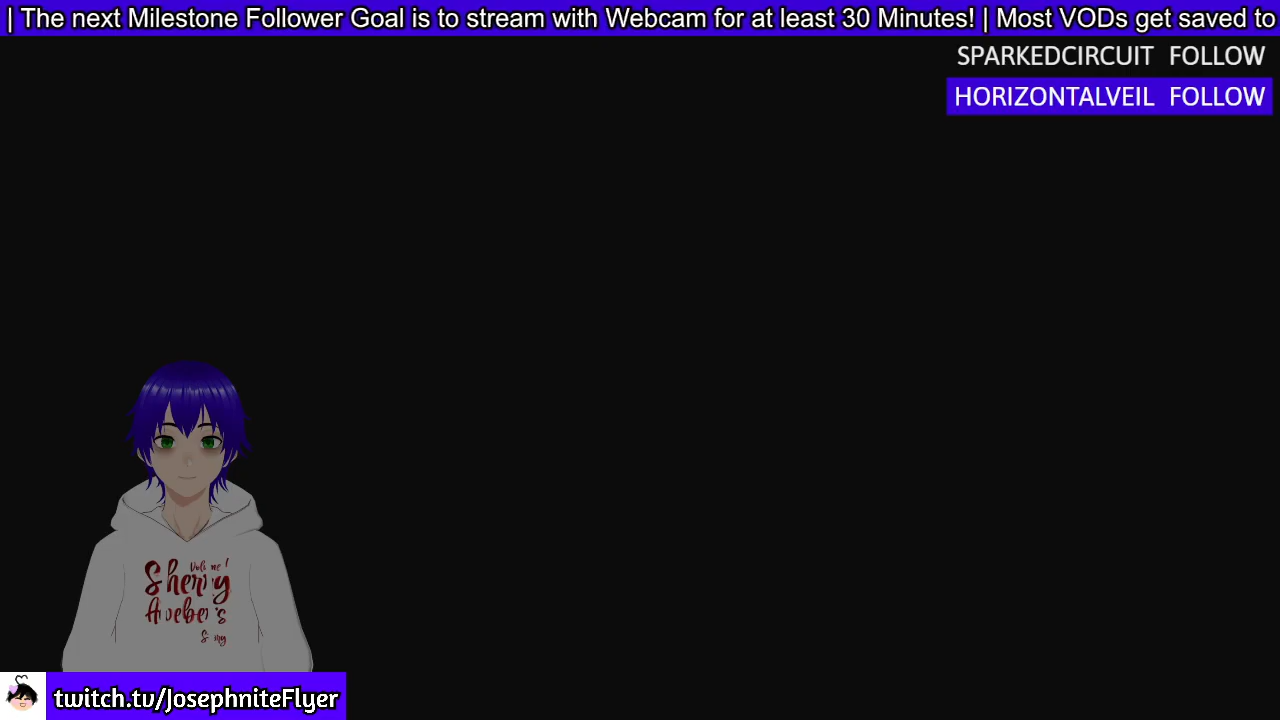 | The next Milestone Follower Goal is to stream with Webcam for at least 30 Minutes! | Most VODs get saved to
SPARKEDCIRCUIT FOLLOW
HORIZONTALVEIL FOLLOW
Sherry
twitch.tv/JosephniteFlyer